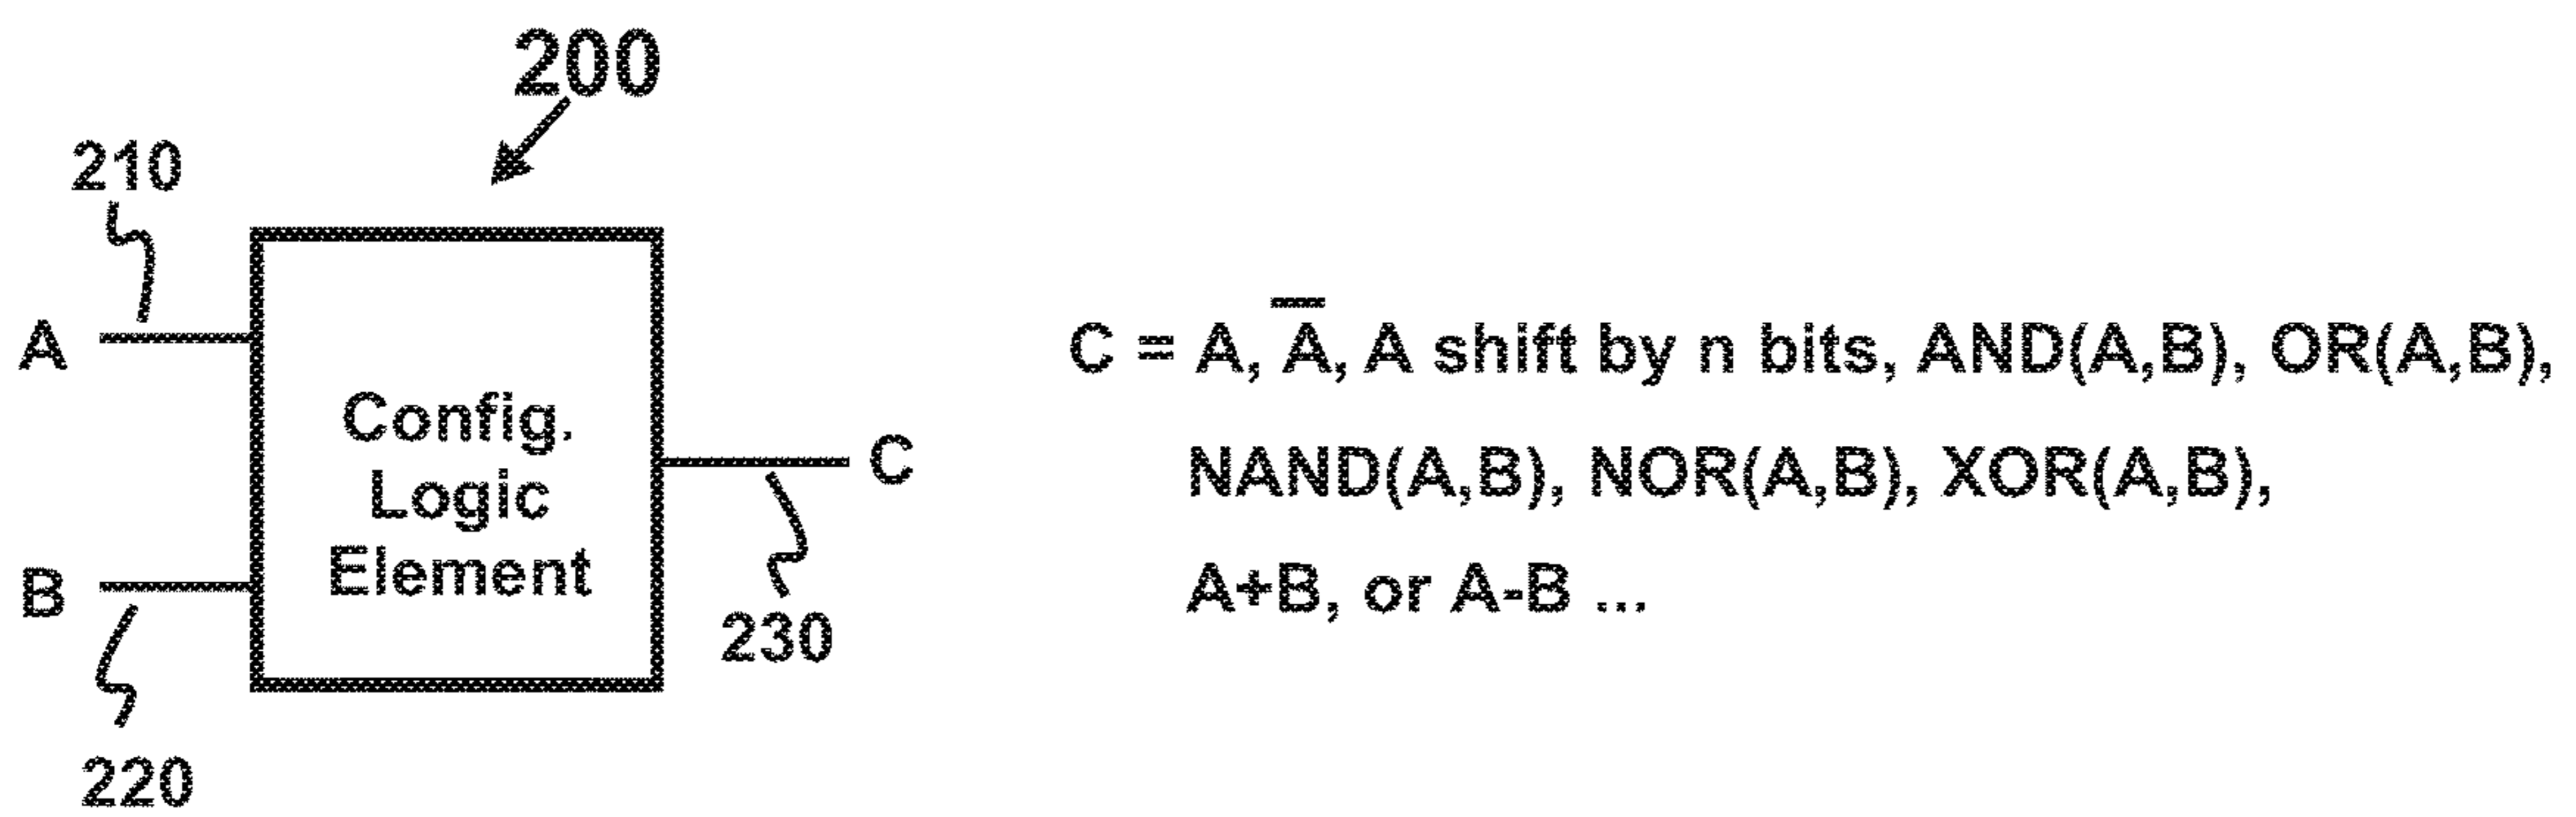 200
210
A
Config.
Logic
Element
C
B
230
220
C = A, A̅, A shift by n bits, AND(A,B), OR(A,B),
NAND(A,B), NOR(A,B), XOR(A,B),
A+B, or A-B ...